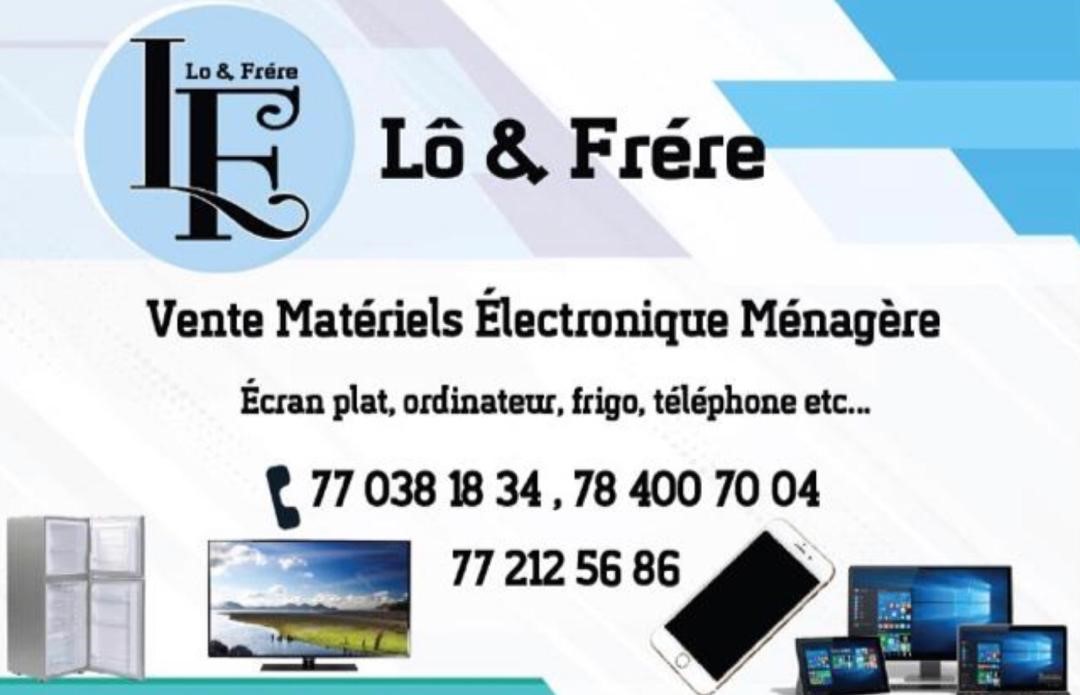 Lo & Frére
LF
Lô & Frére
Vente Matériels Électronique Ménagère
Écran plat, ordinateur, frigo, téléphone etc...
77 038 18 34 , 78 400 70 04
77 212 56 86